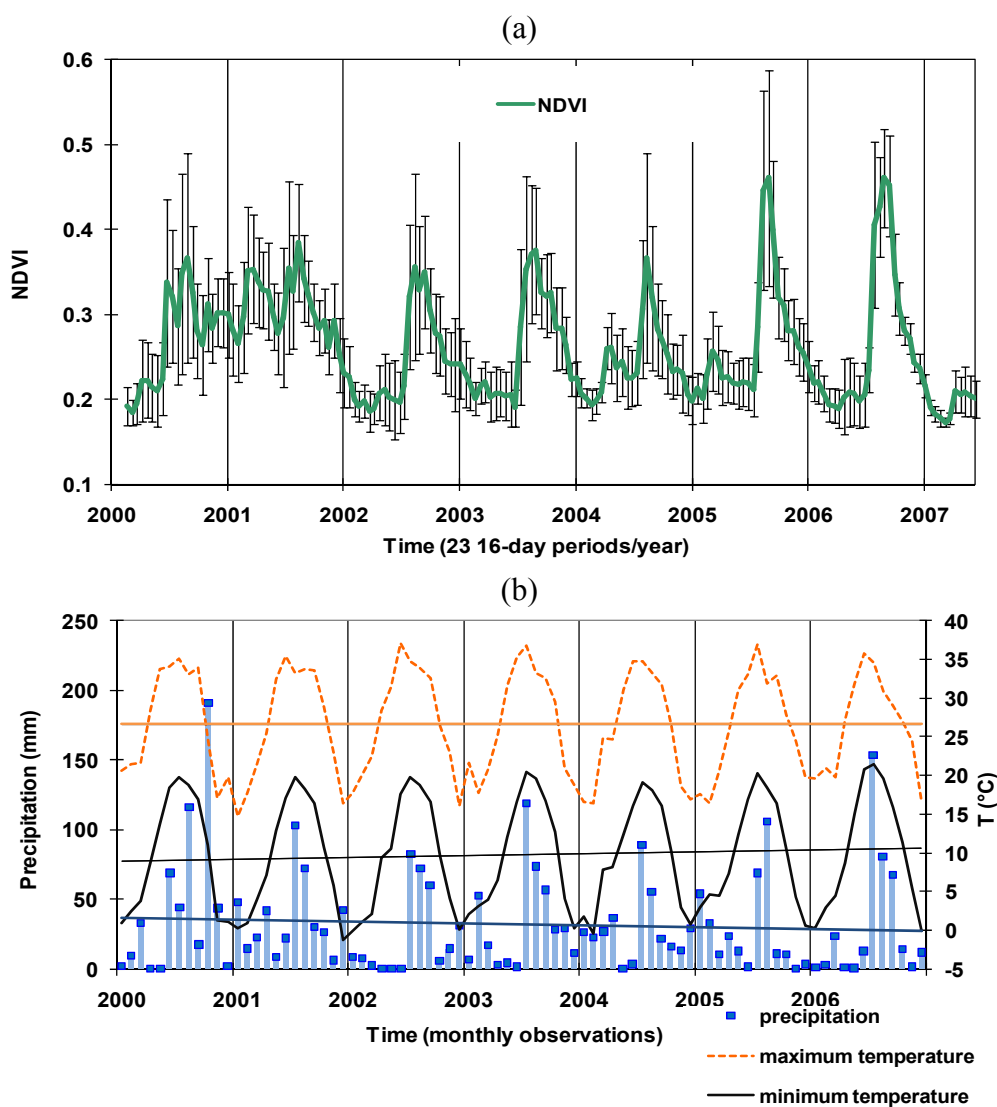 (a)
0.6
0.5
0.4
0.3
0.2
0.1
NDVI
NDVI
2000 2001 2002 2003 2004 2005 2006 2007
Time (23 16-day periods/year)
(b)
250
200
150
100
50
0
Precipitation (mm)
40
35
30
25
20
15
10
5
0
-5
T (°C)
2000 2001 2002 2003 2004 2005 2006
Time (monthly observations)
precipitation
maximum temperature
minimum temperature